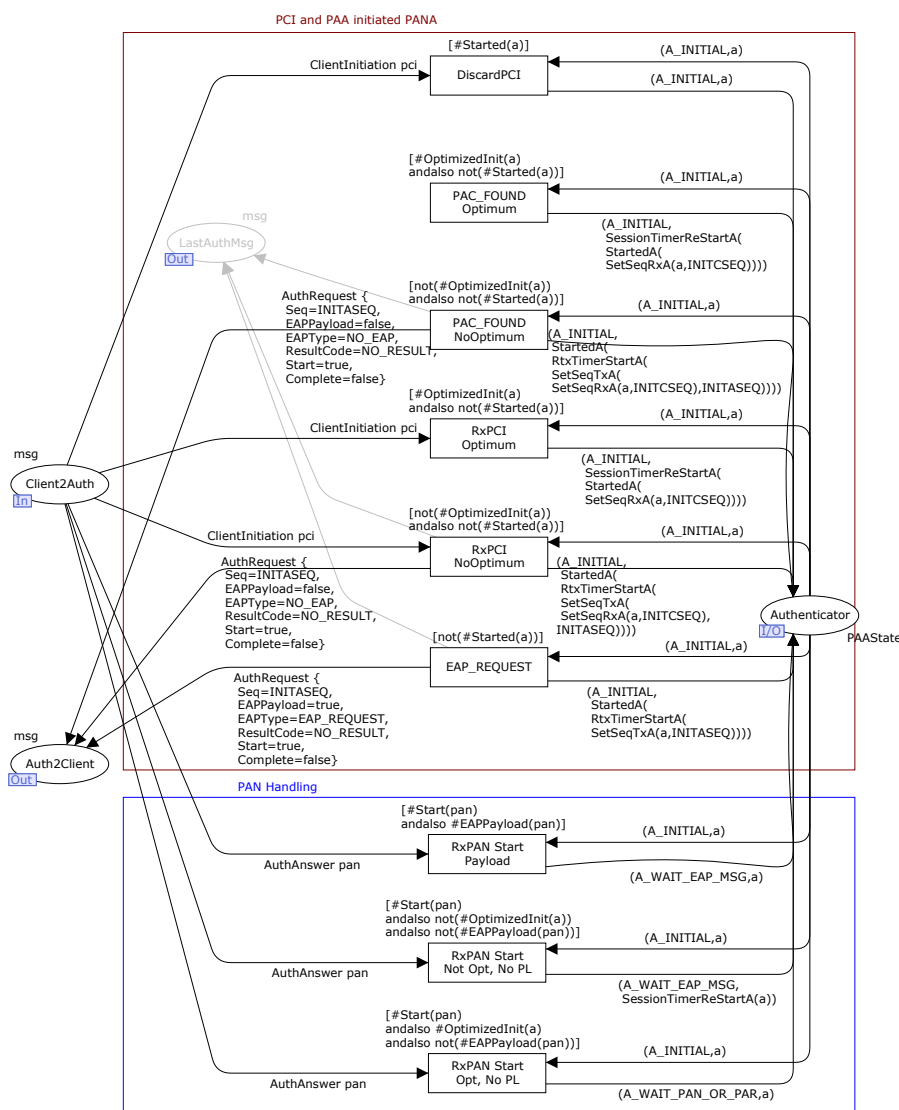 PCI and PAA initiated PANA
[#Started(a)]
ClientInitiation pci
DiscardPCI
(A_INITIAL,a)
(A_INITIAL,a)
[#OptimizedInit(a)
andalso not(#Started(a))]
PAC_FOUND
Optimum
(A_INITIAL,a)
(A_INITIAL,
SessionTimerReStartA(
StartedA(
SetSeqRxA(a,INITCSEQ))))
msg
LastAuthMsg
Out
[not(#OptimizedInit(a))
andalso not(#Started(a))]
PAC_FOUND
NoOptimum
(A_INITIAL,a)
AuthRequest {
Seq=INITASEQ,
EAPPayload=false,
EAPType=NO_EAP,
ResultCode=NO_RESULT,
Start=true,
Complete=false}
(A_INITIAL,
StartedA(
RtxTimerStartA(
SetSeqTxA(
SetSeqRxA(a,INITCSEQ),INITASEQ))))
[#OptimizedInit(a)
andalso not(#Started(a))]
ClientInitiation pci
RxPCI
Optimum
(A_INITIAL,a)
(A_INITIAL,
SessionTimerReStartA(
StartedA(
SetSeqRxA(a,INITCSEQ))))
msg
Client2Auth
In
[not(#OptimizedInit(a))
andalso not(#Started(a))]
ClientInitiation pci
RxPCI
NoOptimum
(A_INITIAL,a)
AuthRequest {
Seq=INITASEQ,
EAPPayload=false,
EAPType=NO_EAP,
ResultCode=NO_RESULT,
Start=true,
Complete=false}
(A_INITIAL,
StartedA(
RtxTimerStartA(
SetSeqTxA(
SetSeqRxA(a,INITCSEQ),
INITASEQ))))
Authenticator
I/O
PAAState
[not(#Started(a))]
EAP_REQUEST
(A_INITIAL,a)
AuthRequest {
Seq=INITASEQ,
EAPPayload=true,
EAPType=EAP_REQUEST,
ResultCode=NO_RESULT,
Start=true,
Complete=false}
(A_INITIAL,
StartedA(
RtxTimerStartA(
SetSeqTxA(a,INITASEQ))))
msg
Auth2Client
Out
PAN Handling
[#Start(pan)
andalso #EAPPayload(pan)]
RxPAN Start
Payload
(A_INITIAL,a)
AuthAnswer pan
(A_WAIT_EAP_MSG,a)
[#Start(pan)
andalso not(#OptimizedInit(a))
andalso not(#EAPPayload(pan))]
RxPAN Start
Not Opt, No PL
(A_INITIAL,a)
AuthAnswer pan
(A_WAIT_EAP_MSG,
SessionTimerReStartA(a))
[#Start(pan)
andalso #OptimizedInit(a)
andalso not(#EAPPayload(pan))]
RxPAN Start
Opt, No PL
(A_INITIAL,a)
AuthAnswer pan
(A_WAIT_PAN_OR_PAR,a)